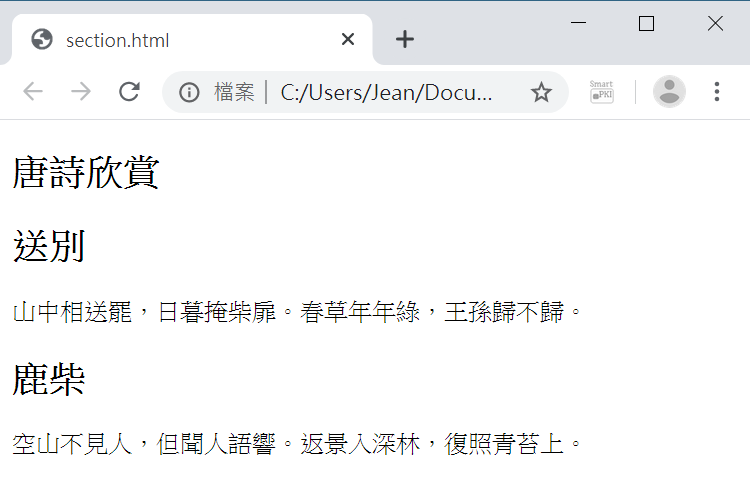 section.html
檔案 C:/Users/Jean/Docu...
Smart
PKI
唐詩欣賞
送別
山中相送罷，日暮掩柴扉。春草年年綠，王孫歸不歸。
鹿柴
空山不見人，但聞人語響。返景入深林，復照青苔上。